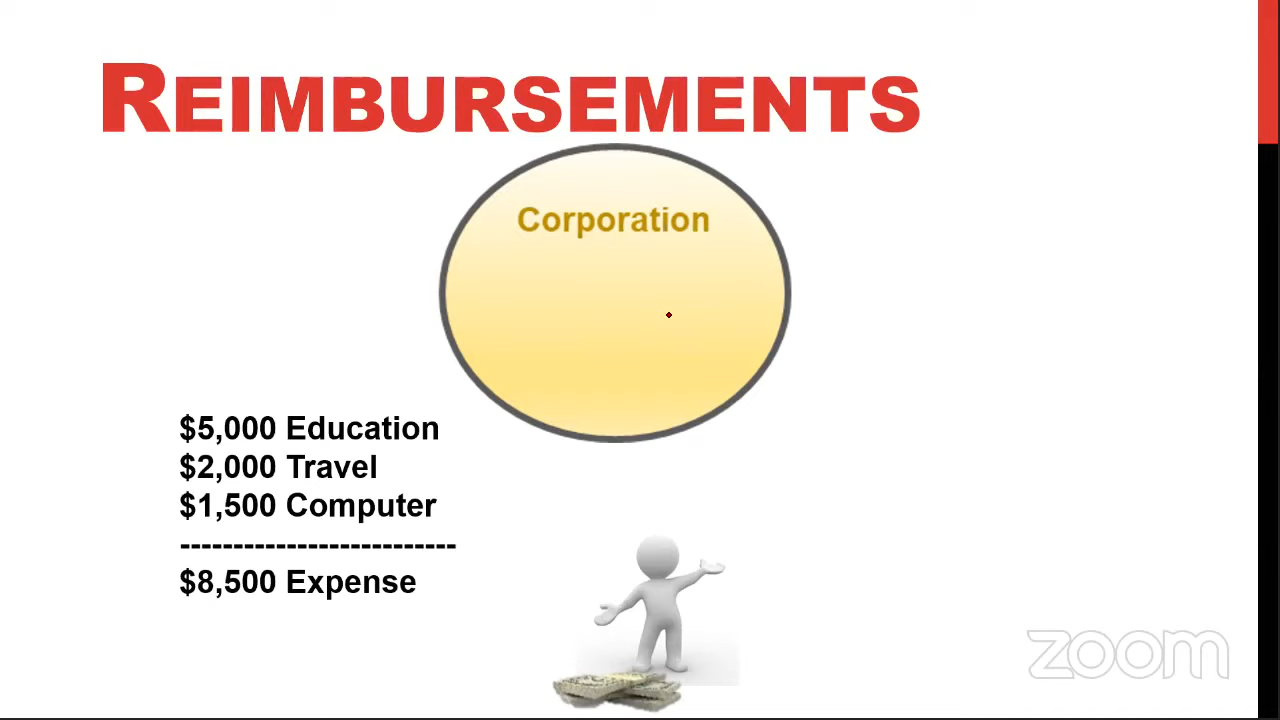 REIMBURSEMENTS
Corporation
$5,000 Education
$2,000 Travel
$1,500 Computer
--------------------------
$8,500 Expense
zoom